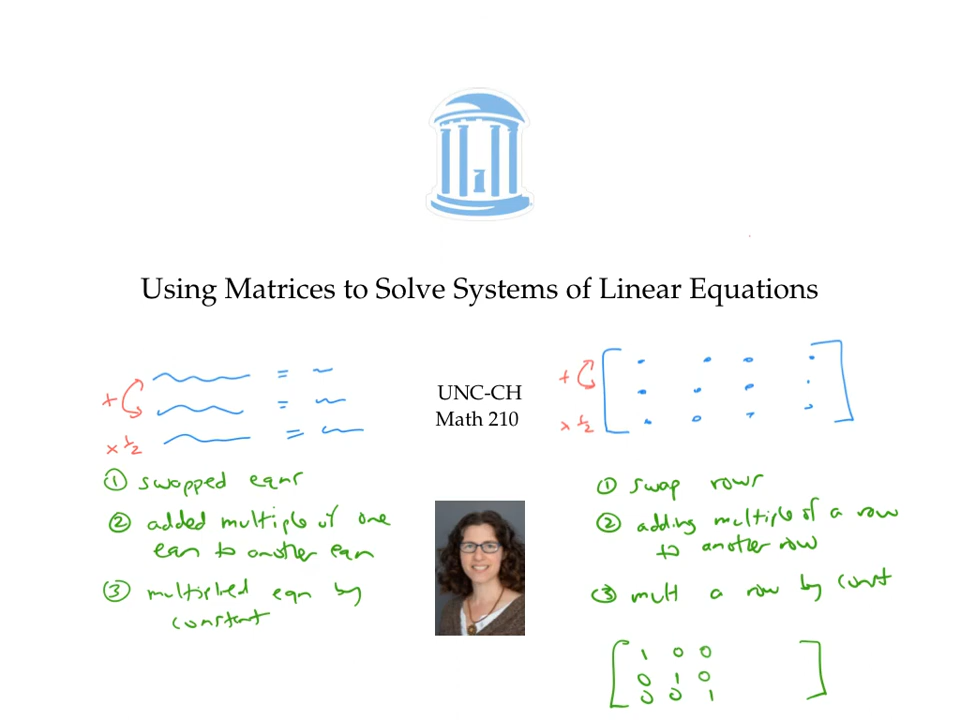 Using Matrices to Solve Systems of Linear Equations
UNC-CH
Math 210
+
= 
=
× 1/2
=
① swapped eqns
② added multiple of one
eqn to another eqn
③ multiplied eqn by
constant
+
× 1/2
① swap rows
② adding multiple of a row
to another row
③ mult a row by const
1 0 0
0 1 0
0 0 1